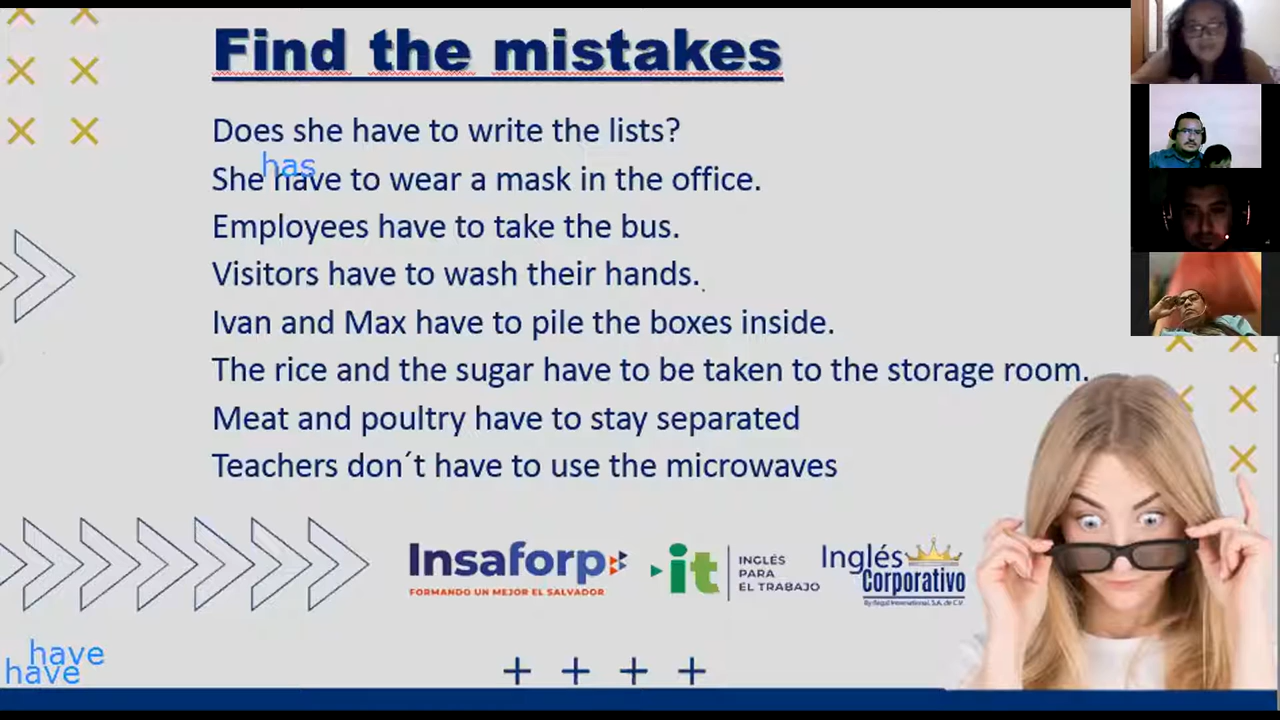 Find the mistakes
Does she have to write the lists?
has
She have to wear a mask in the office.
Employees have to take the bus.
Visitors have to wash their hands.
Ivan and Max have to pile the boxes inside.
The rice and the sugar have to be taken to the storage room.
Meat and poultry have to stay separated
Teachers don´t have to use the microwaves
Insaforp
FORMANDO UN MEJOR EL SALVADOR
it
INGLÉS
PARA
EL TRABAJO
Inglés
Corporativo
By Regal International, S.A. de C.V.
have
have